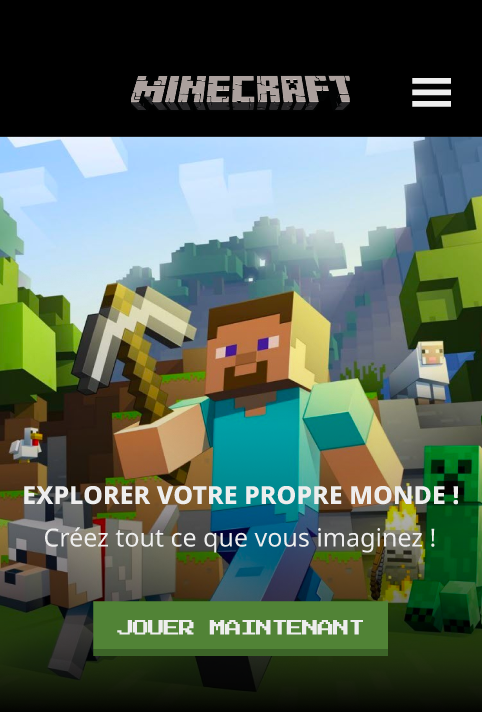 MINECRAFT
EXPLORER VOTRE PROPRE MONDE !
Créez tout ce que vous imaginez !
JOUER MAINTENANT